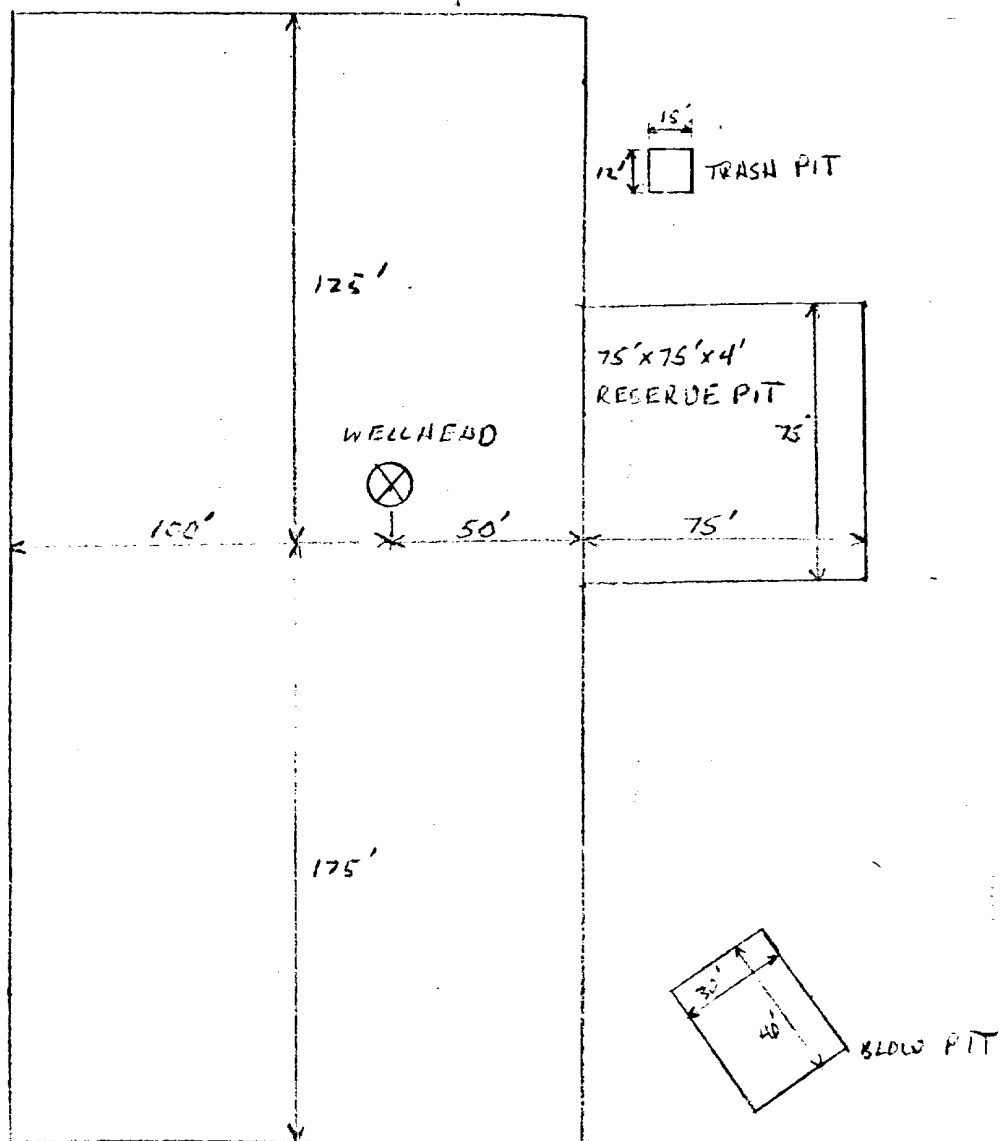 15'
12'
TRASH PIT
125'
75'x75'x4'
RESERVE PIT
75'
WELLHEAD
100'
50'
75'
175'
30'
40'
BLOW PIT